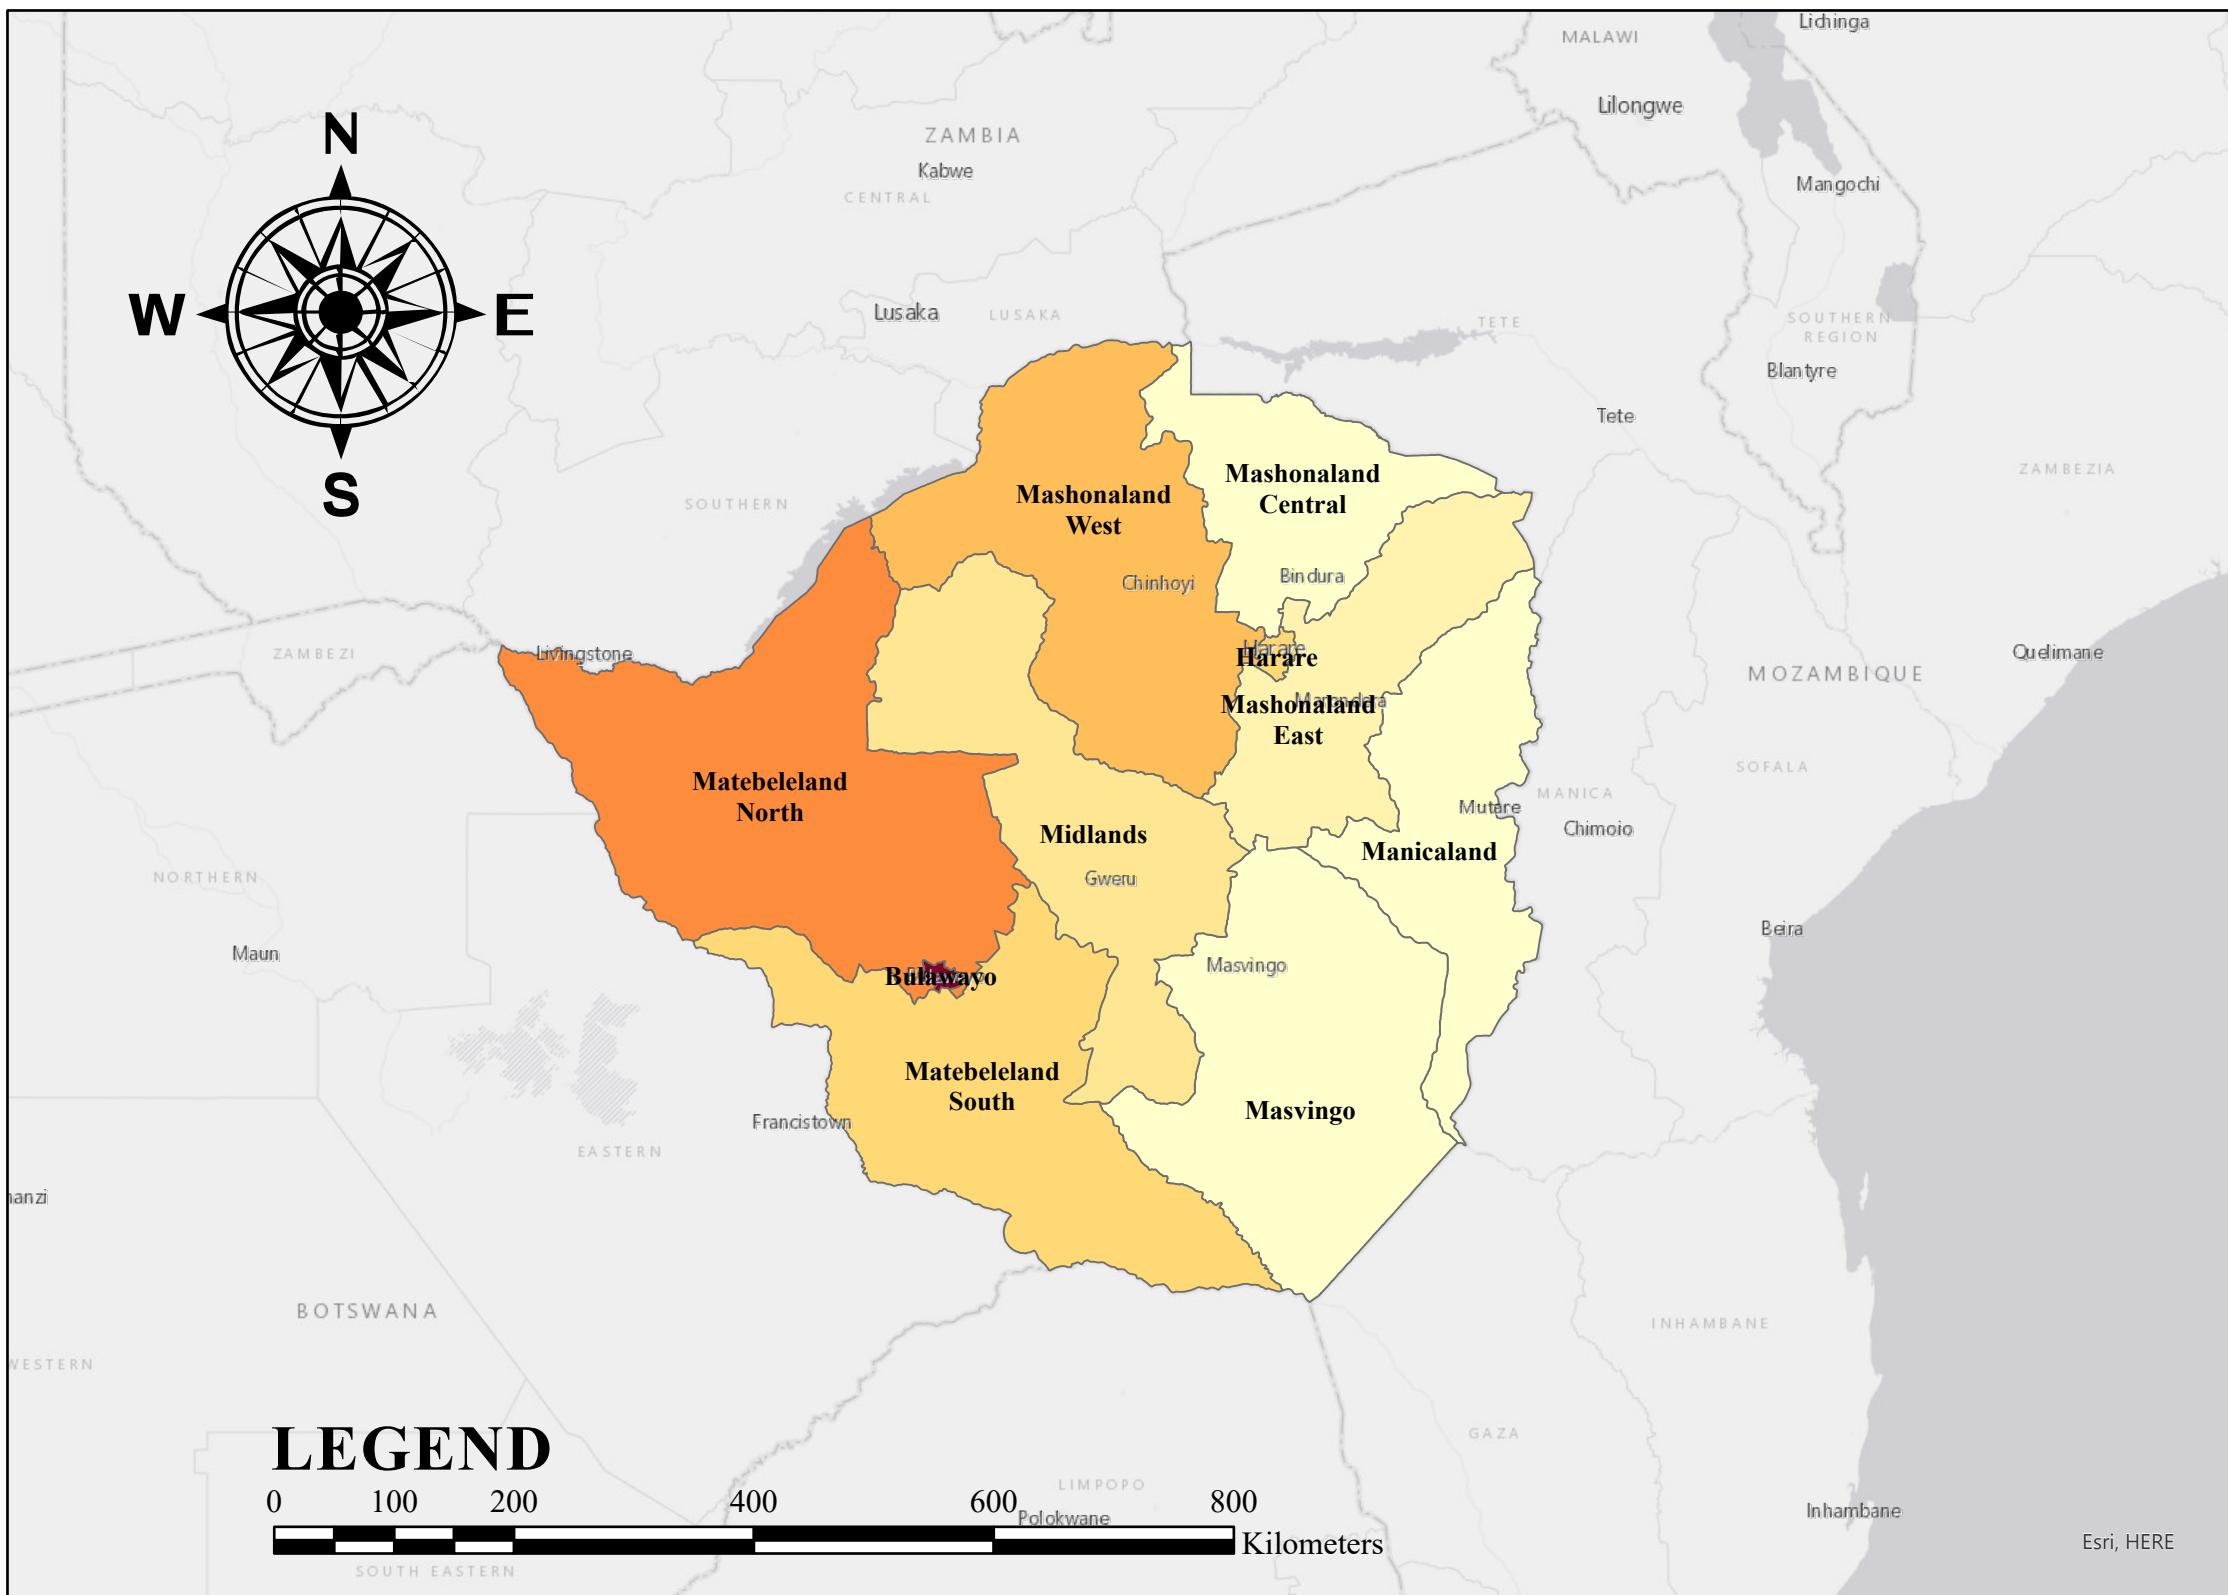 Lichinga
MALAWI
Lilongwe
ZAMBIA
N
Kabwe
Mangochi
CENTRAL
W
E
Lusaka
LUSAKA
TETE
SOUTHERN
REGION
Blantyre
Tete
Mashonaland
Central
ZAMBEZIA
Mashonaland
West
S
SOUTHERN
Chinhoyi
Bindura
Livingstone
ZAMBEZI
Harare
Harare
Quelimane
MOZAMBIQUE
Marondera
Mashonaland
East
SOFALA
Matebeleland
North
MANICA
Mutare
Chimoio
Midlands
Manicaland
Gweru
NORTHERN
Beira
Maun
Masvingo
Bulawayo
Matebeleland
South
Masvingo
Francistown
EASTERN
anzi
BOTSWANA
INHAMBANE
WESTERN
GAZA
LEGEND
LIMPOPO
0 100 200 400 600 800
Polokwane
Inhambane
Kilometers
Esri, HERE
SOUTH EASTERN